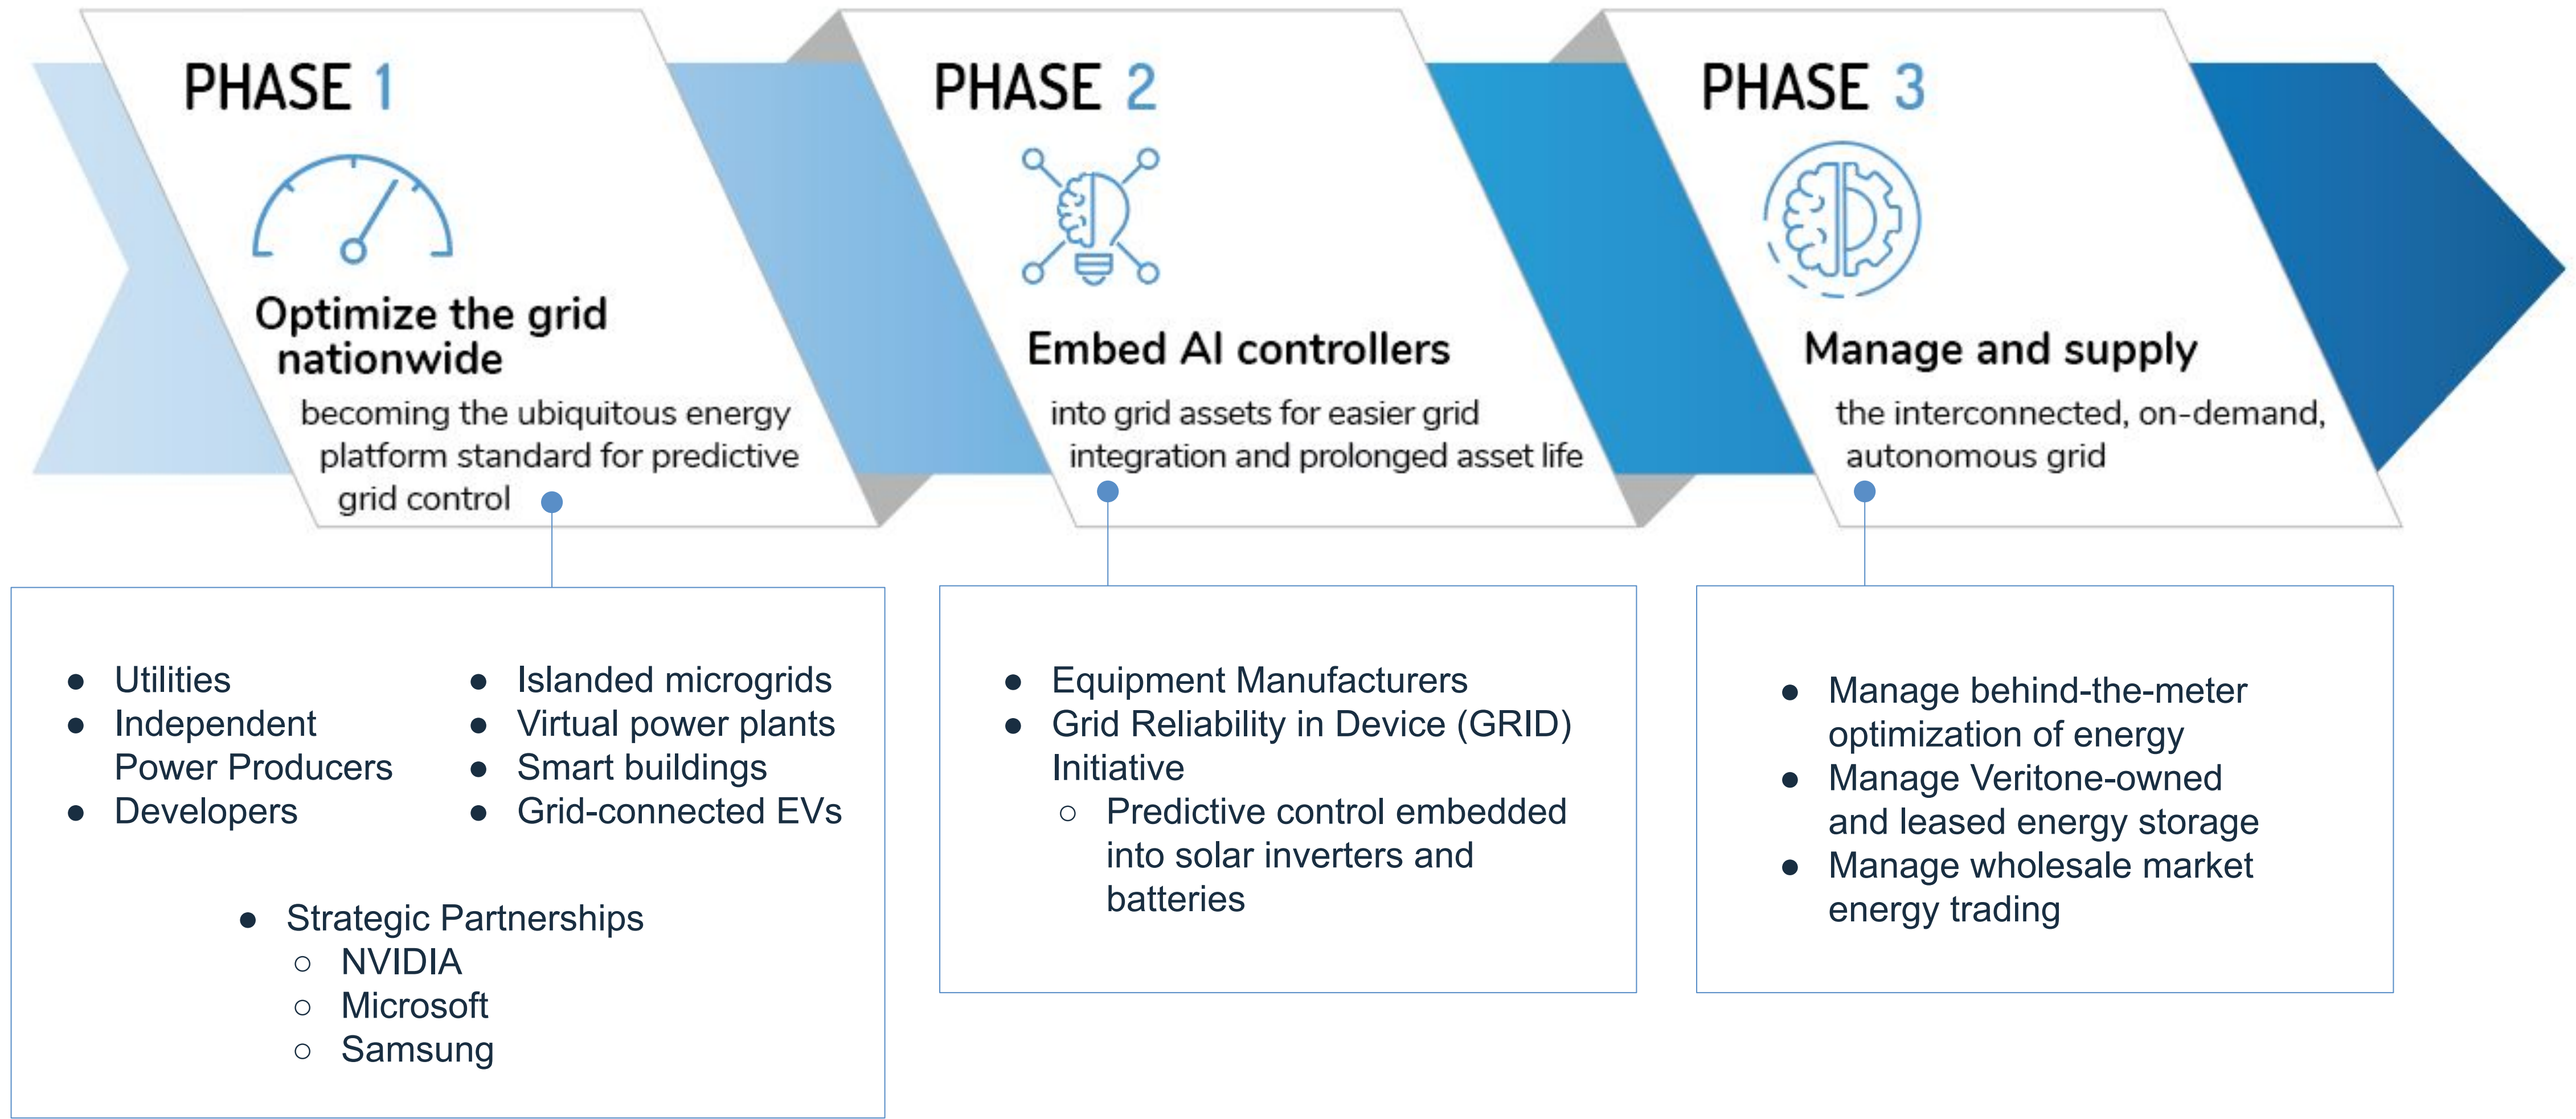 PHASE 1
Optimize the grid
nationwide
becoming the ubiquitous energy
platform standard for predictive
grid control
PHASE 2
Embed AI controllers
into grid assets for easier grid
integration and prolonged asset life
PHASE 3
Manage and supply
the interconnected, on-demand,
autonomous grid
● Utilities
● Independent
Power Producers
● Developers
● Islanded microgrids
● Virtual power plants
● Smart buildings
● Grid-connected EVs
● Strategic Partnerships
○ NVIDIA
○ Microsoft
○ Samsung
● Equipment Manufacturers
● Grid Reliability in Device (GRID)
Initiative
○ Predictive control embedded
into solar inverters and
batteries
● Manage behind-the-meter
optimization of energy
● Manage Veritone-owned
and leased energy storage
● Manage wholesale market
energy trading